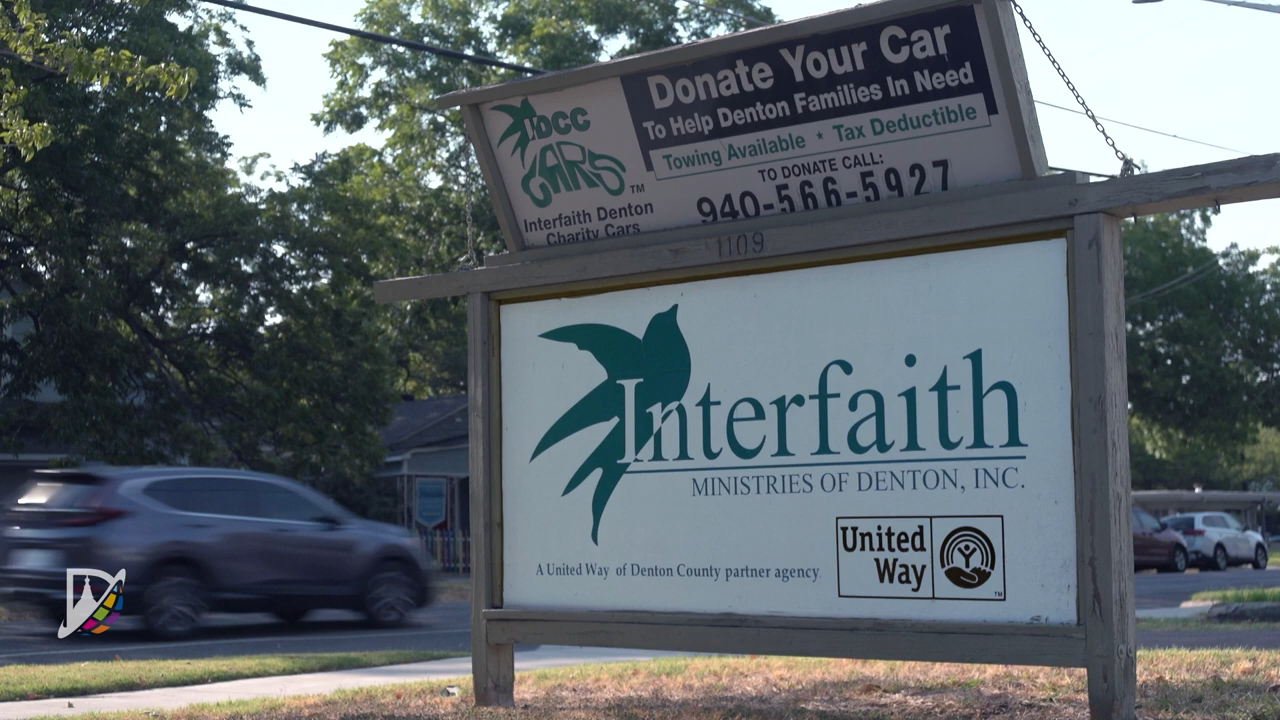 Donate Your Car
To Help Denton Families In Need
Towing Available * Tax Deductible
TO DONATE CALL:
940-566-5927
IDCC
CARS
TM
Interfaith Denton
Charity Cars
1109
Interfaith
MINISTRIES OF DENTON, INC.
United
Way
TM
A United Way of Denton County partner agency.
D